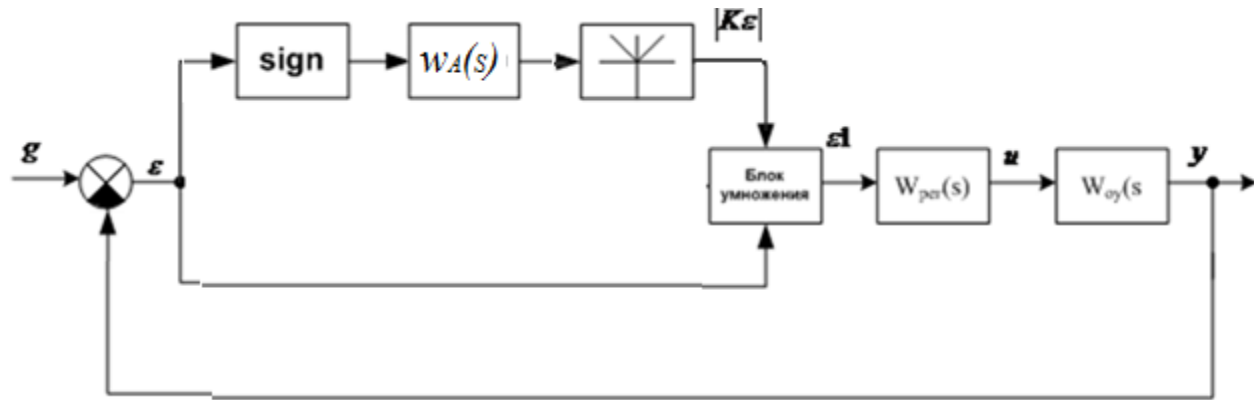 |Kε|
sign
wA(s)
g
ε
Блок
умножения
ε1
Wрег(s)
u
Wоу(s
y